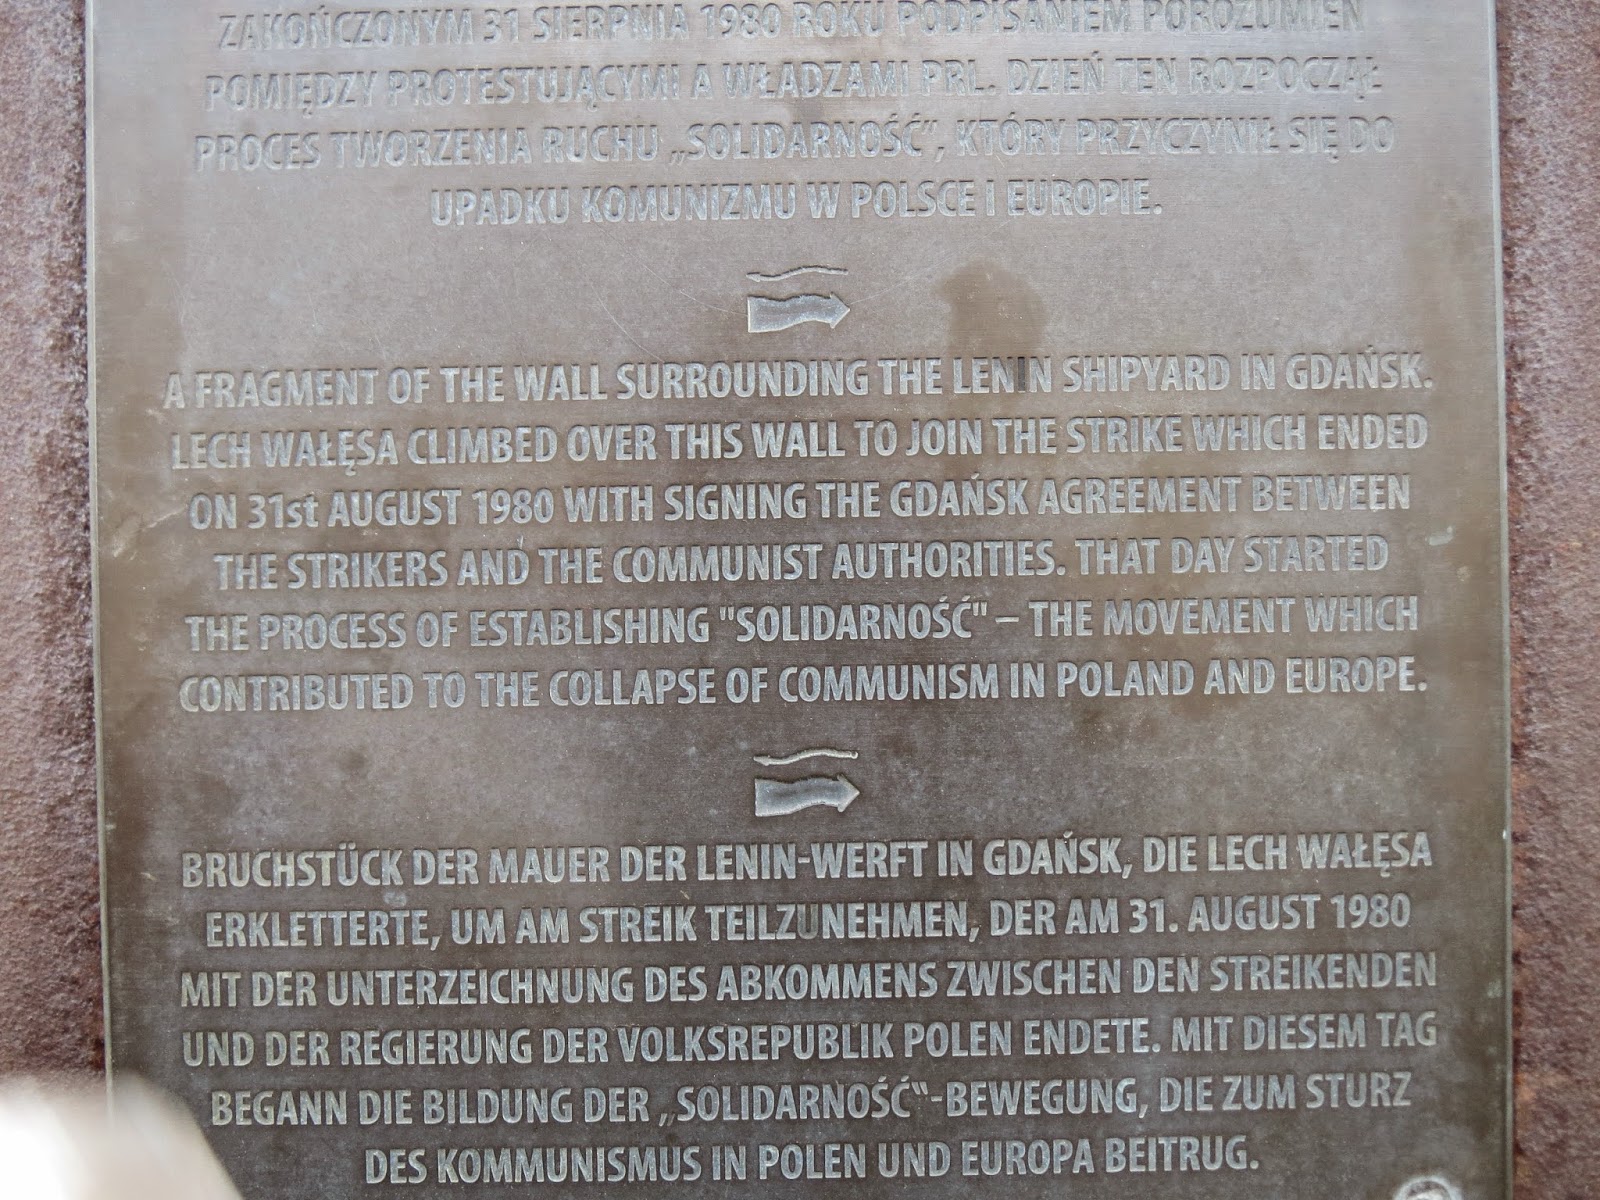 ZAKOŃCZONYM 31 SIERPNIA 1980 ROKU PODPISANIEM POROZUMIEŃ
POMIĘDZY PROTESTUJĄCYMI A WŁADZAMI PRL. DZIEŃ TEN ROZPOCZĄŁ
PROCES TWORZENIA RUCHU „SOLIDARNOŚĆ”, KTÓRY PRZYCZYNIŁ SIĘ DO
UPADKU KOMUNIZMU W POLSCE I EUROPIE.
A FRAGMENT OF THE WALL SURROUNDING THE LENIN SHIPYARD IN GDAŃSK.
LECH WAŁĘSA CLIMBED OVER THIS WALL TO JOIN THE STRIKE WHICH ENDED
ON 31st AUGUST 1980 WITH SIGNING THE GDAŃSK AGREEMENT BETWEEN
THE STRIKERS AND THE COMMUNIST AUTHORITIES. THAT DAY STARTED
THE PROCESS OF ESTABLISHING "SOLIDARNOŚĆ" – THE MOVEMENT WHICH
CONTRIBUTED TO THE COLLAPSE OF COMMUNISM IN POLAND AND EUROPE.
BRUCHSTÜCK DER MAUER DER LENIN-WERFT IN GDAŃSK, DIE LECH WAŁĘSA
ERKLETTERTE, UM AM STREIK TEILZUNEHMEN, DER AM 31. AUGUST 1980
MIT DER UNTERZEICHNUNG DES ABKOMMENS ZWISCHEN DEN STREIKENDEN
UND DER REGIERUNG DER VOLKSREPUBLIK POLEN ENDETE. MIT DIESEM TAG
BEGANN DIE BILDUNG DER „SOLIDARNOŚĆ“-BEWEGUNG, DIE ZUM STURZ
DES KOMMUNISMUS IN POLEN UND EUROPA BEITRUG.